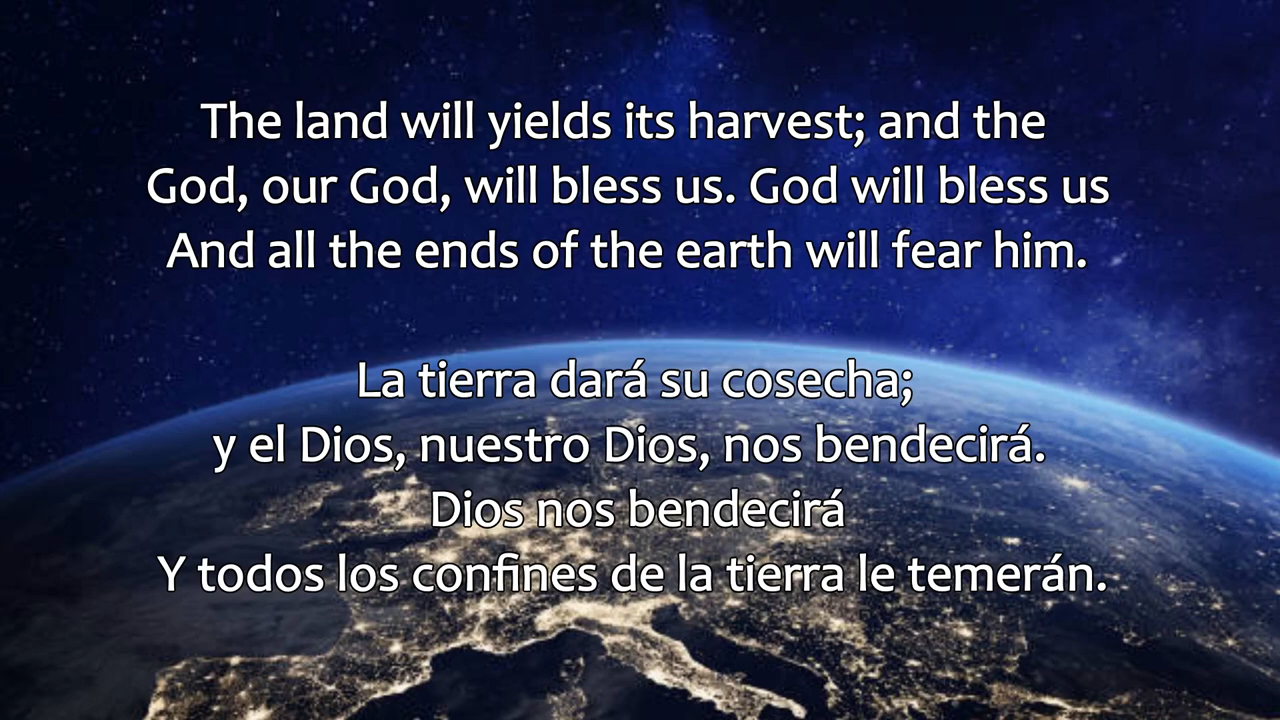 The land will yields its harvest; and the
God, our God, will bless us. God will bless us
And all the ends of the earth will fear him.
La tierra dará su cosecha;
y el Dios, nuestro Dios, nos bendecirá.
Dios nos bendecirá
Y todos los confines de la tierra le temerán.